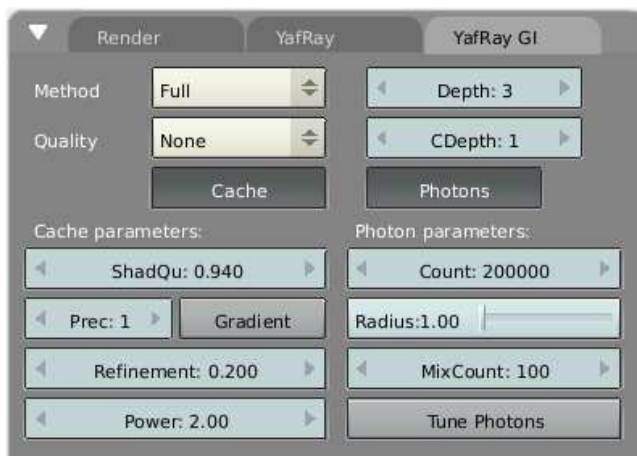 Render YafRay YafRay GI
Method Full Depth: 3
Quality None CDepth: 1
Cache Photons
Cache parameters: Photon parameters:
ShadQu: 0.940 Count: 200000
Prec: 1 Gradient Radius:1.00
Refinement: 0.200 MixCount: 100
Power: 2.00 Tune Photons